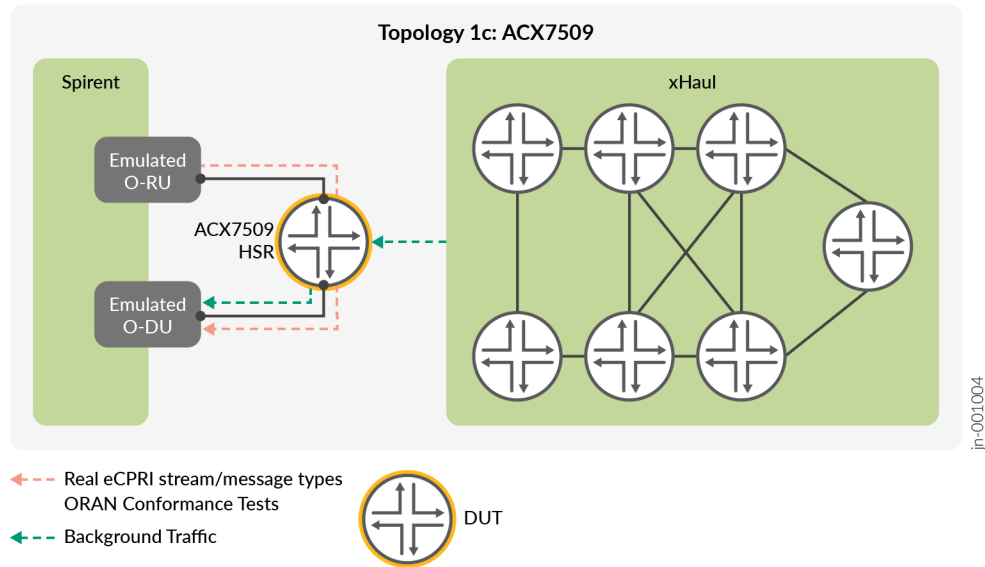 Topology 1c: ACX7509
Spirent
xHaul
Emulated
O-RU
ACX7509
HSR
Emulated
O-DU
jn-001004
Real eCPRI stream/message types
ORAN Conformance Tests
Background Traffic
DUT